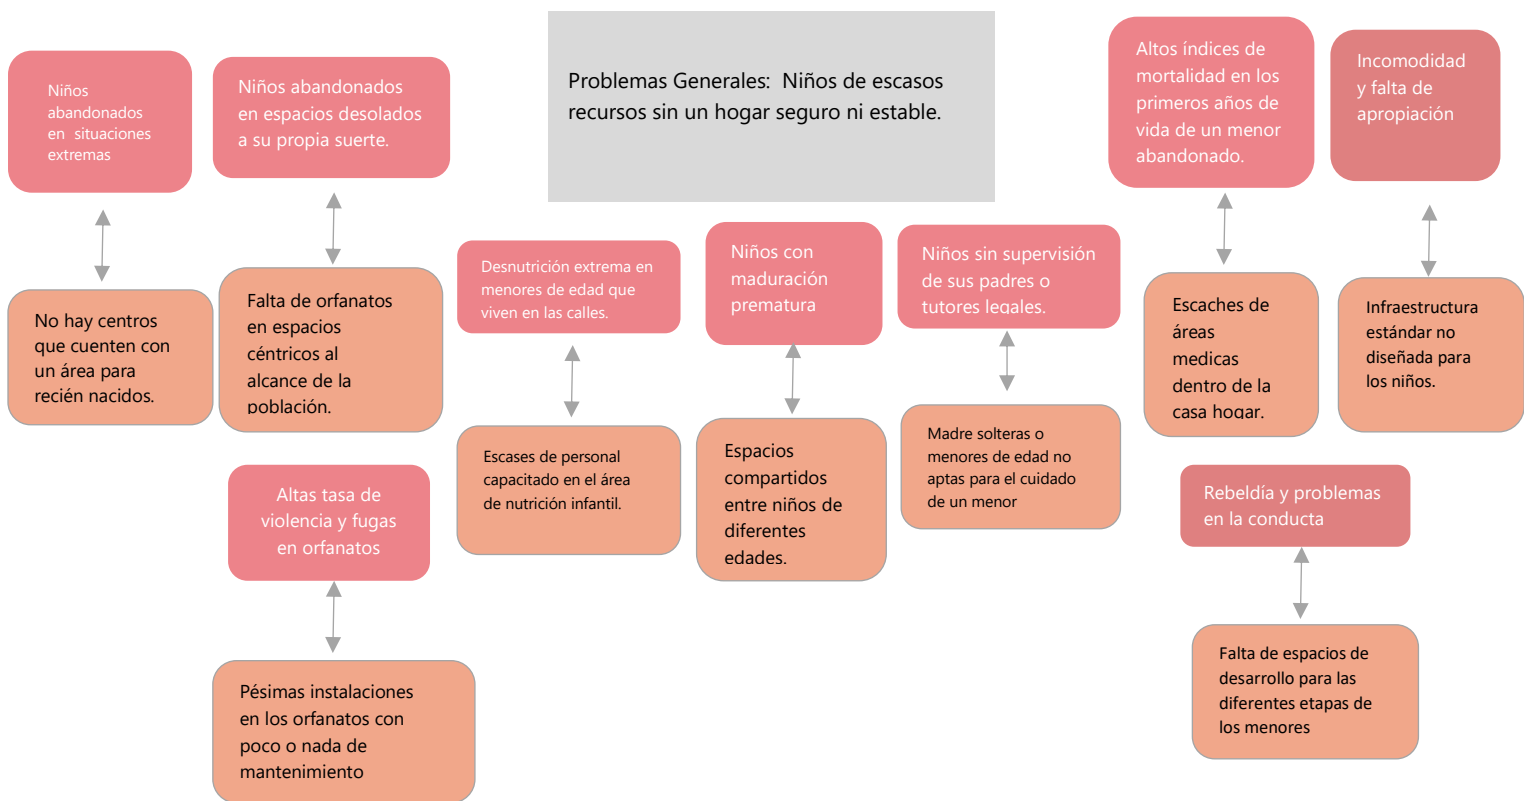 Niños
abandonados
en situaciones
extremas
Niños abandonados
en espacios desolados
a su propia suerte.
Problemas Generales: Niños de escasos
recursos sin un hogar seguro ni estable.
Altos índices de
mortalidad en los
primeros años de
vida de un menor
abandonado.
Incomodidad
y falta de
apropiación
No hay centros
que cuenten con
un área para
recién nacidos.
Falta de orfanatos
en espacios
céntricos al
alcance de la
población.
Desnutrición extrema en
menores de edad que
viven en las calles.
Niños con
maduración
prematura
Niños sin supervisión
de sus padres o
tutores legales.
Escaches de
áreas
medicas
dentro de la
casa hogar.
Infraestructura
estándar no
diseñada para
los niños.
Altas tasa de
violencia y fugas
en orfanatos
Escases de personal
capacitado en el área
de nutrición infantil.
Espacios
compartidos
entre niños de
diferentes
edades.
Madre solteras o
menores de edad no
aptas para el cuidado
de un menor
Rebeldía y problemas
en la conducta
Pésimas instalaciones
en los orfanatos con
poco o nada de
mantenimiento
Falta de espacios de
desarrollo para las
diferentes etapas de
los menores